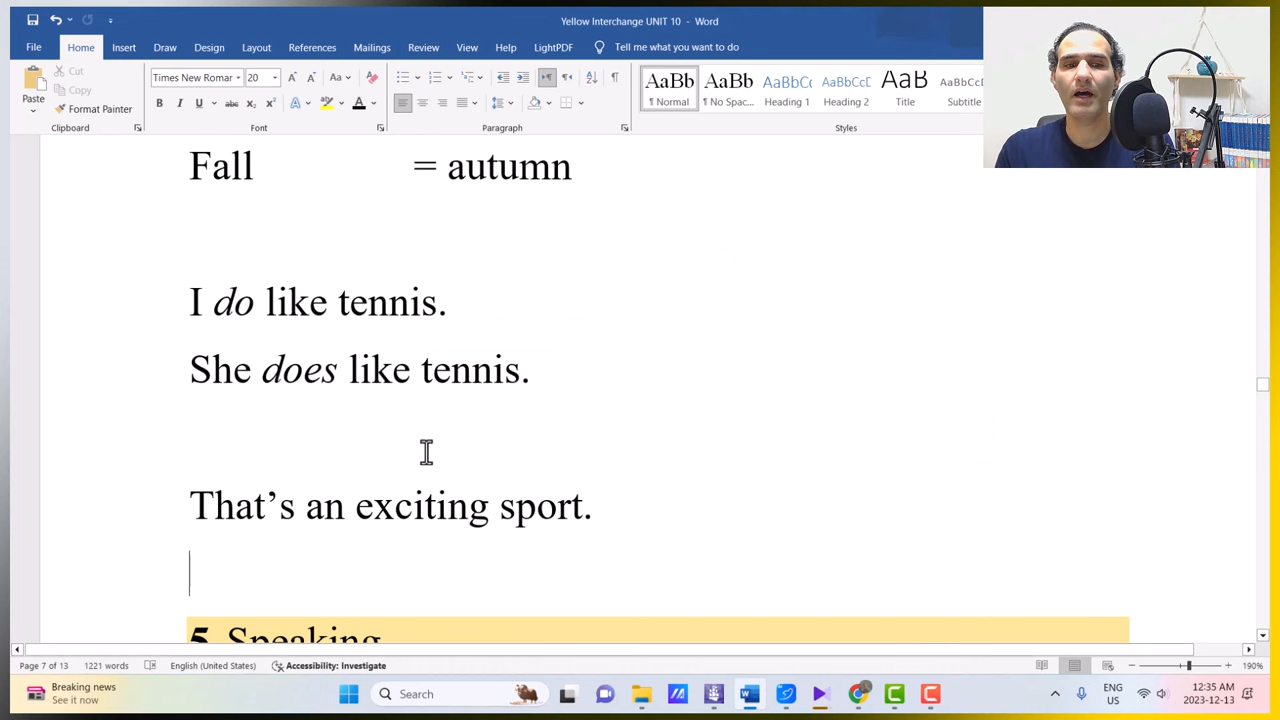 Yellow Interchange UNIT 10 - Word
File Home Insert Draw Design Layout References Mailings Review View Help LightPDF Tell me what you want to do
Paste
Cut
Copy
Format Painter
Times New Romar 20
AaBb
¶ Normal
AaBb
¶ No Spac...
AaBbCc
Heading 1
AaBbCcD
Heading 2
AaB
Title
AaBbCcD
Subtitle
Clipboard Font Paragraph Styles
Fall = autumn
I do like tennis.
She does like tennis.
That’s an exciting sport.
5 Speaking
Page 7 of 13 1221 words English (United States) Accessibility: Investigate 190%
Breaking news
See it now
Search
ENG
US
12:35 AM
2023-12-13